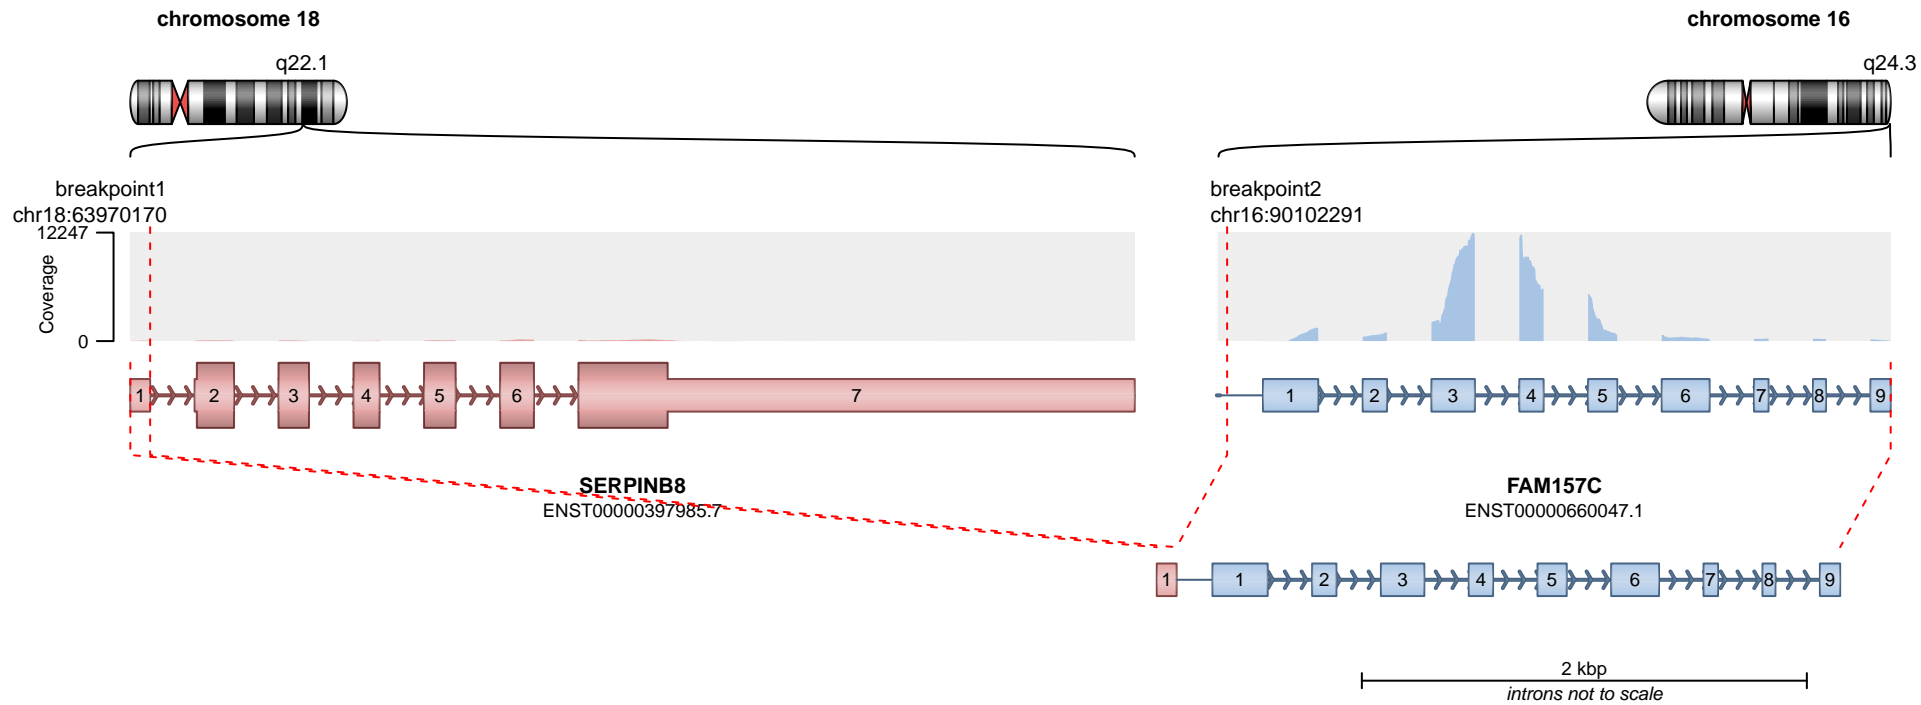 chromosome 18
chromosome 16
q22.1
q24.3
breakpoint1
chr18:63970170
breakpoint2
chr16:90102291
12247
Coverage
0
1 2 3 4 5 6 7
1 2 3 4 5 6 7 8 9
SERPINB8
ENST00000397985.7
FAM157C
ENST00000660047.1
1 1 2 3 4 5 6 7 8 9
2 kbp
introns not to scale